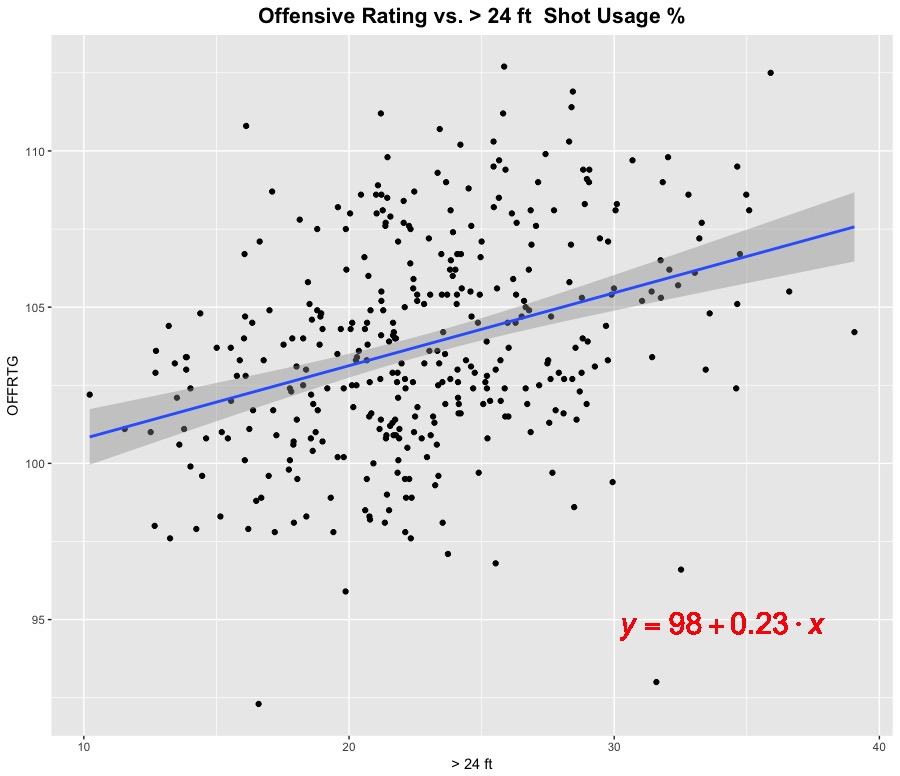 Offensive Rating vs. > 24 ft  Shot Usage %
OFFRTG
110
105
100
95
y = 98 + 0.23 · x
10 20 30 40
> 24 ft